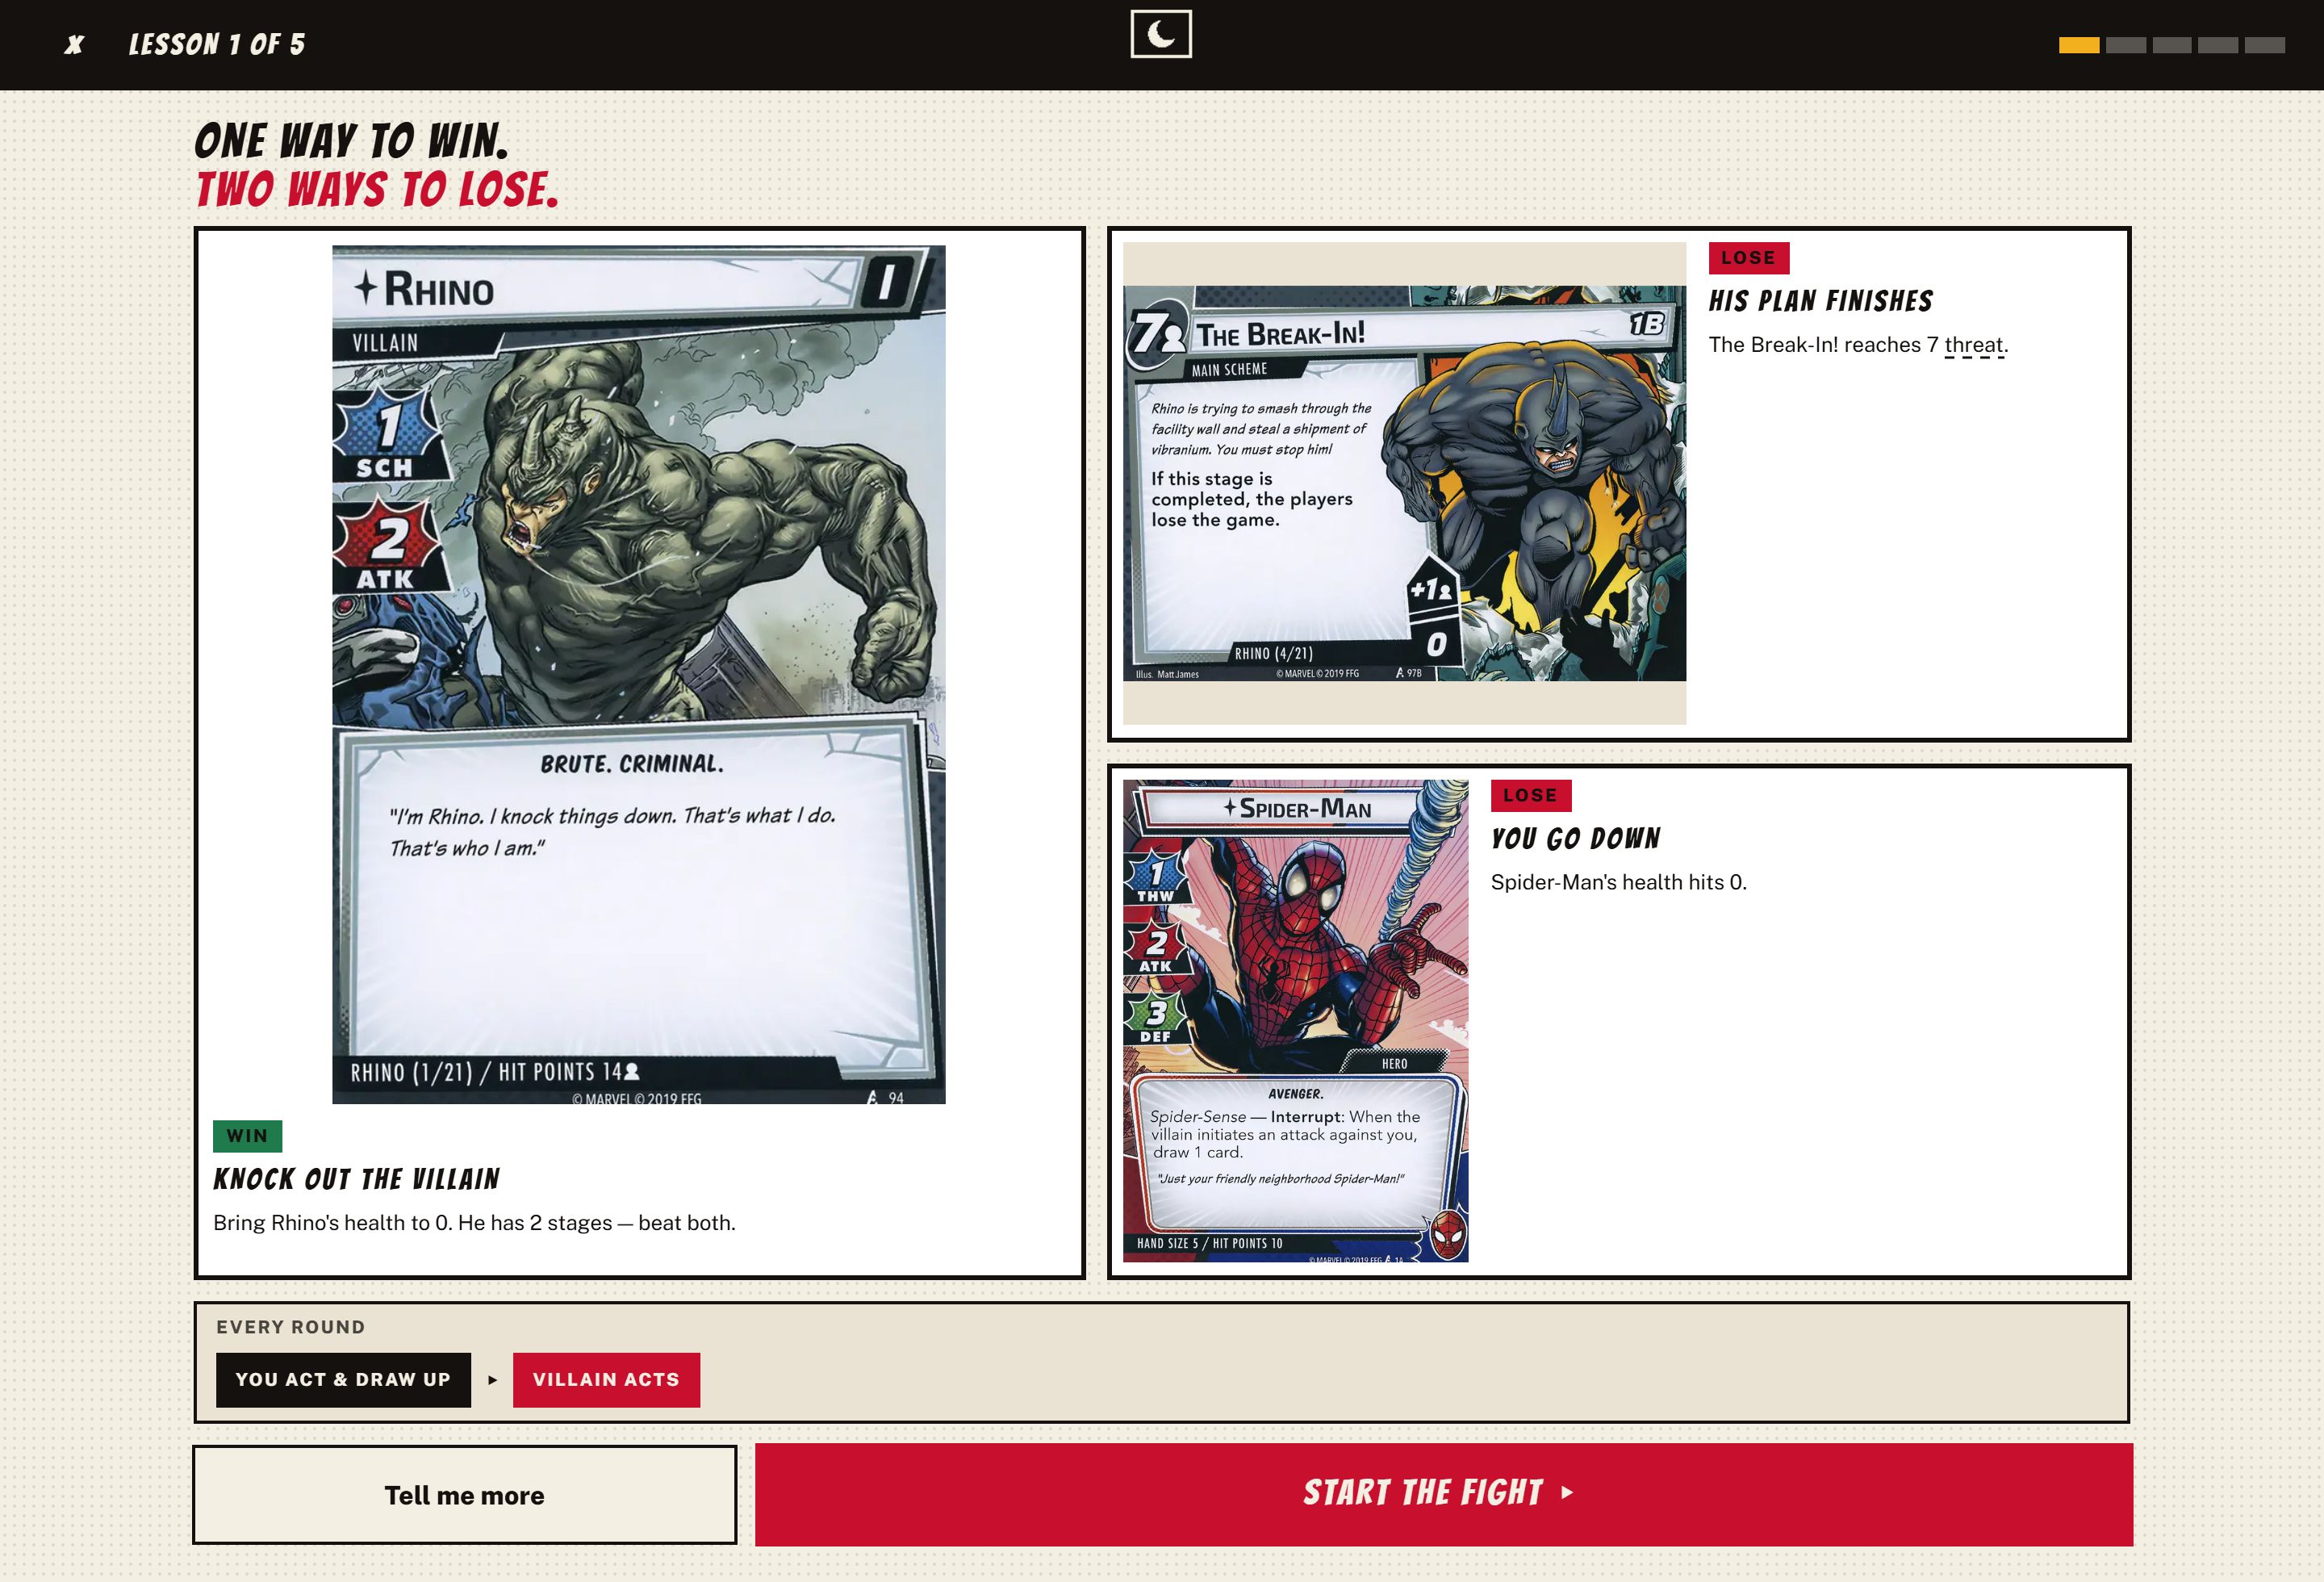 X LESSON 1 OF 5
ONE WAY TO WIN.
TWO WAYS TO LOSE.
RHINO I
VILLAIN
1
SCH
2
ATK
BRUTE. CRIMINAL.
"I'm Rhino. I knock things down. That's what I do.
That's who I am."
RHINO (1/21) / HIT POINTS 14
© MARVEL © 2019 FFG 94
WIN
KNOCK OUT THE VILLAIN
Bring Rhino's health to 0. He has 2 stages — beat both.
7 THE BREAK-IN! 1B
MAIN SCHEME
Rhino is trying to smash through the
facility wall and steal a shipment of
vibranium. You must stop him!
If this stage is
completed, the players
lose the game.
+1
0
RHINO (4/21)
Illus. Matt James © MARVEL © 2019 FFG 97B
LOSE
HIS PLAN FINISHES
The Break-In! reaches 7 threat.
SPIDER-MAN
1
THW
2
ATK
3
DEF
HERO
AVENGER.
Spider-Sense — Interrupt: When the
villain initiates an attack against you,
draw 1 card.
"Just your friendly neighborhood Spider-Man!"
HAND SIZE 5 / HIT POINTS 10
© MARVEL © 2019 FFG 1A
LOSE
YOU GO DOWN
Spider-Man's health hits 0.
EVERY ROUND
YOU ACT & DRAW UP ▸ VILLAIN ACTS
Tell me more
START THE FIGHT ▸